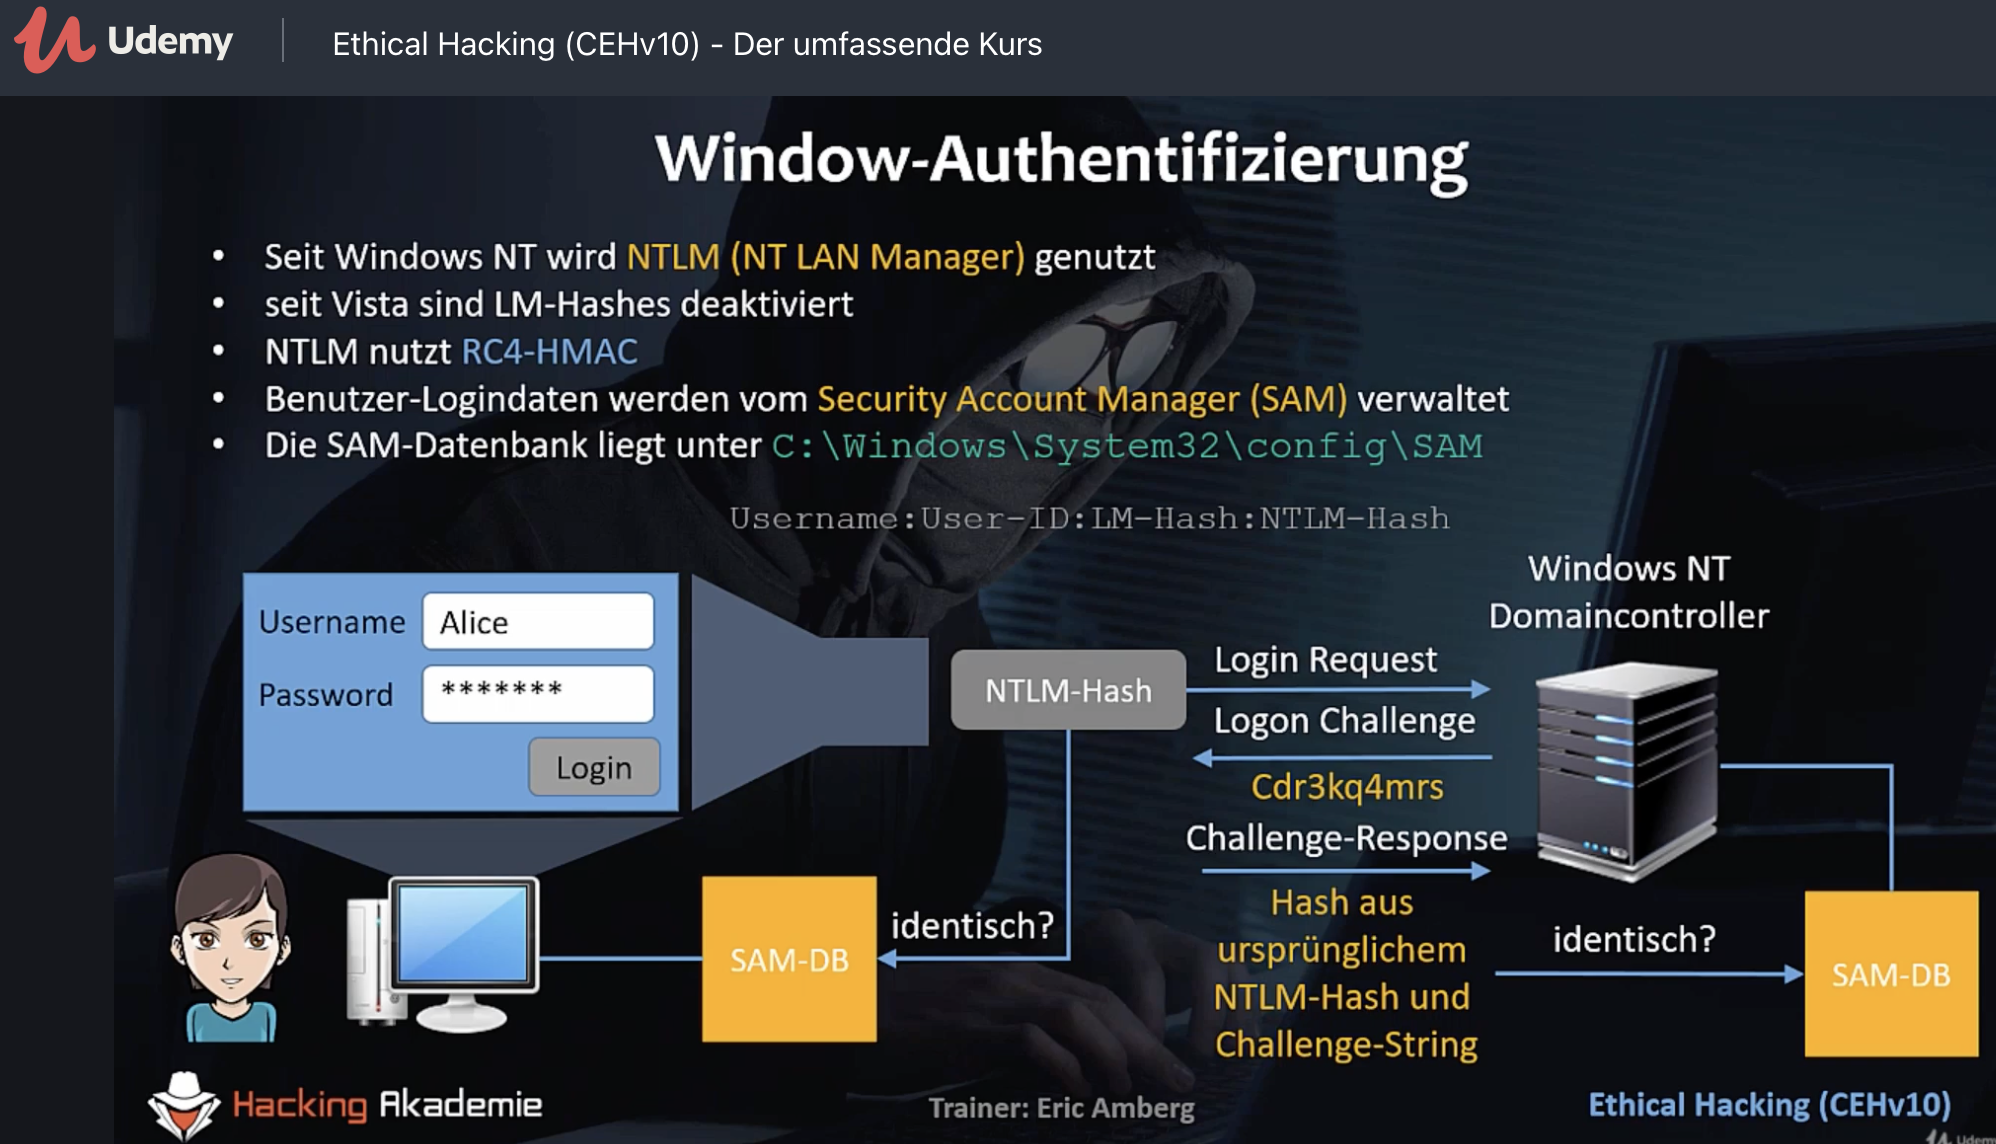 Udemy
Ethical Hacking (CEHv10) - Der umfassende Kurs
Window-Authentifizierung
• Seit Windows NT wird NTLM (NT LAN Manager) genutzt
• seit Vista sind LM-Hashes deaktiviert
• NTLM nutzt RC4-HMAC
• Benutzer-Logindaten werden vom Security Account Manager (SAM) verwaltet
• Die SAM-Datenbank liegt unter C:\Windows\System32\config\SAM
Username:User-ID:LM-Hash:NTLM-Hash
Username Alice
Password *******
Login
NTLM-Hash
Windows NT
Domaincontroller
Login Request
Logon Challenge
Cdr3kq4mrs
Challenge-Response
Hash aus
ursprünglichem
NTLM-Hash und
Challenge-String
identisch?
SAM-DB
identisch?
SAM-DB
Hacking Akademie
Trainer: Eric Amberg
Ethical Hacking (CEHv10)
Udemy